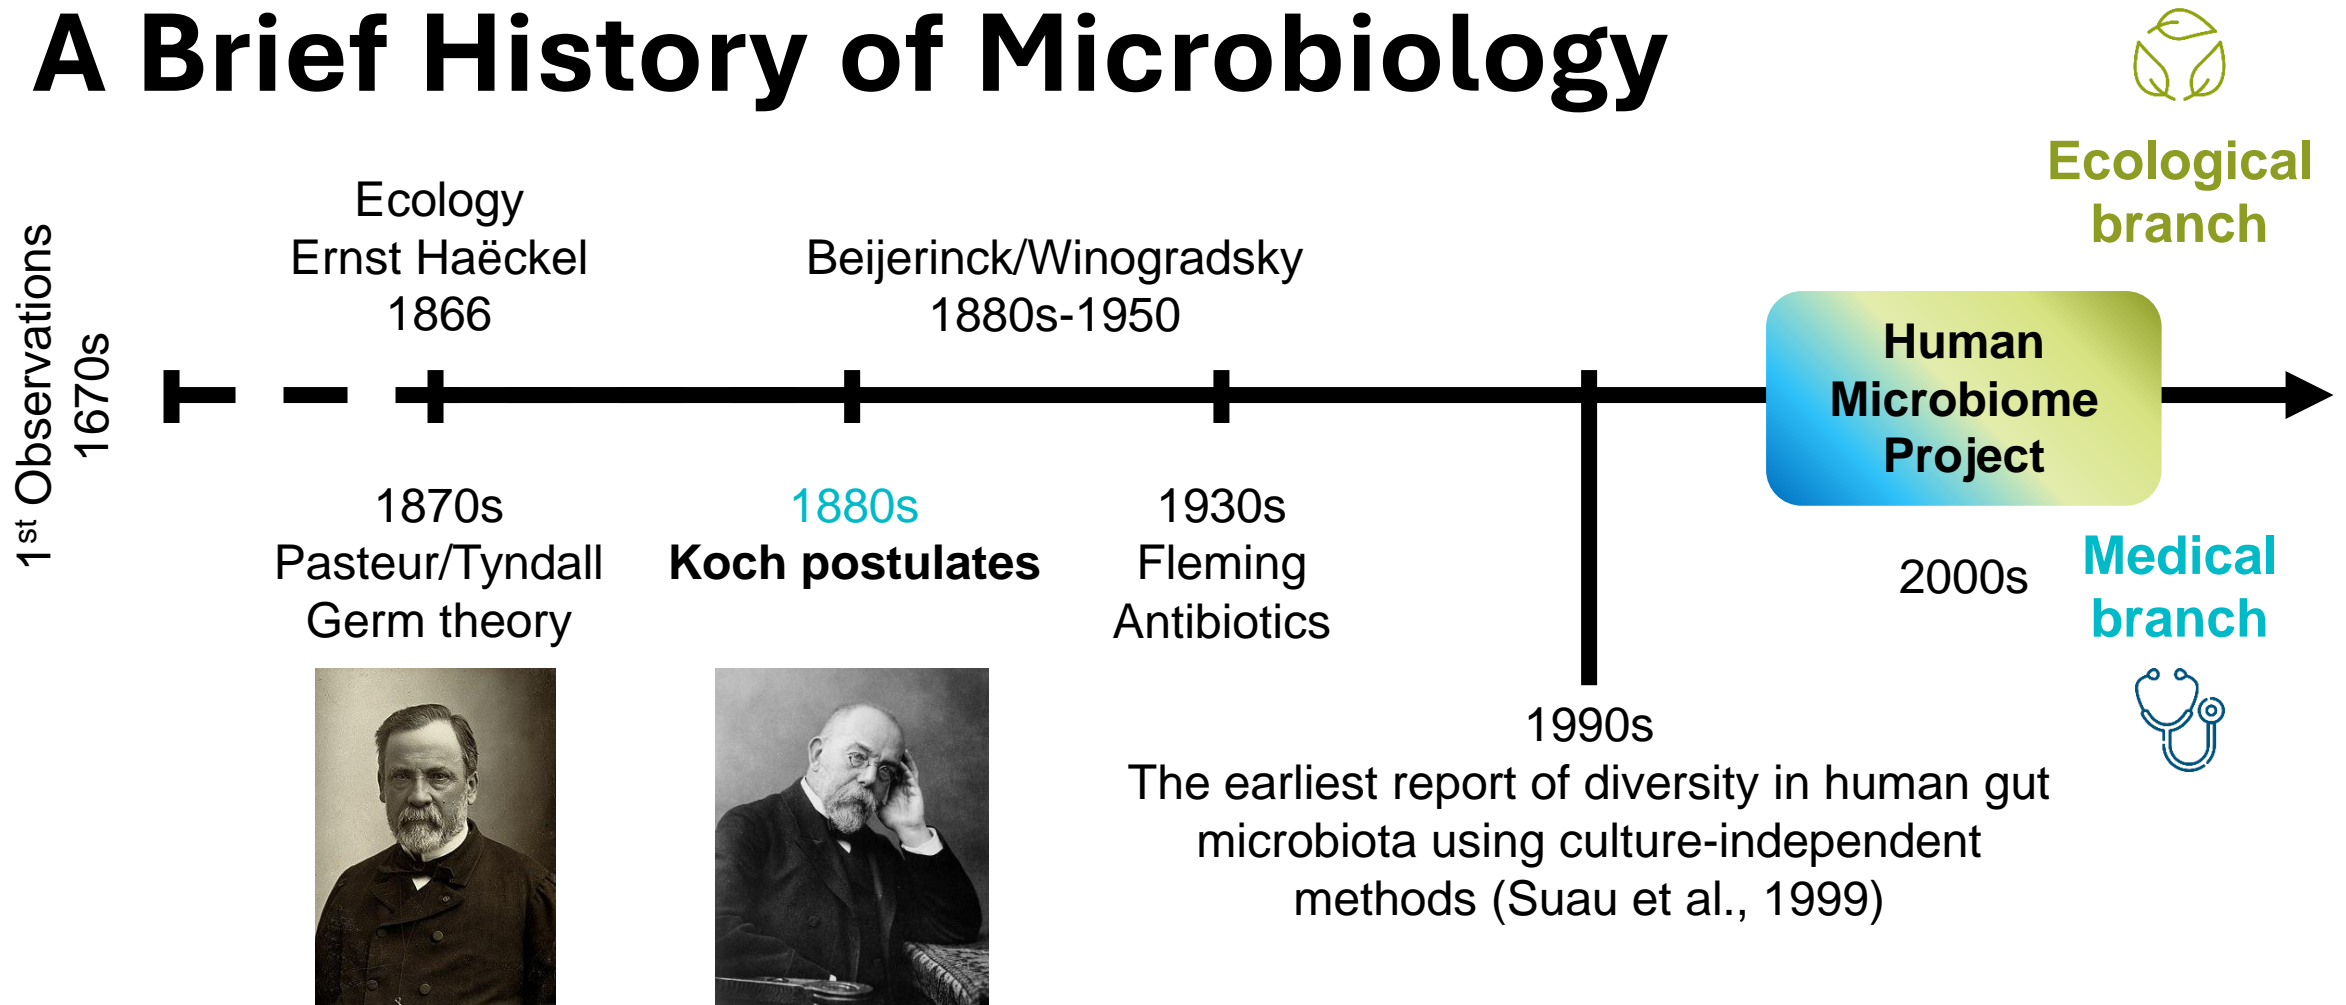 A Brief History of Microbiology
Ecological
branch
1st Observations
1670s
Ecology
Ernst Haëckel
1866
Beijerinck/Winogradsky
1880s-1950
Human
Microbiome
Project
1870s
Pasteur/Tyndall
Germ theory
1880s
Koch postulates
1930s
Fleming
Antibiotics
2000s
Medical
branch
1990s
The earliest report of diversity in human gut
microbiota using culture-independent
methods (Suau et al., 1999)